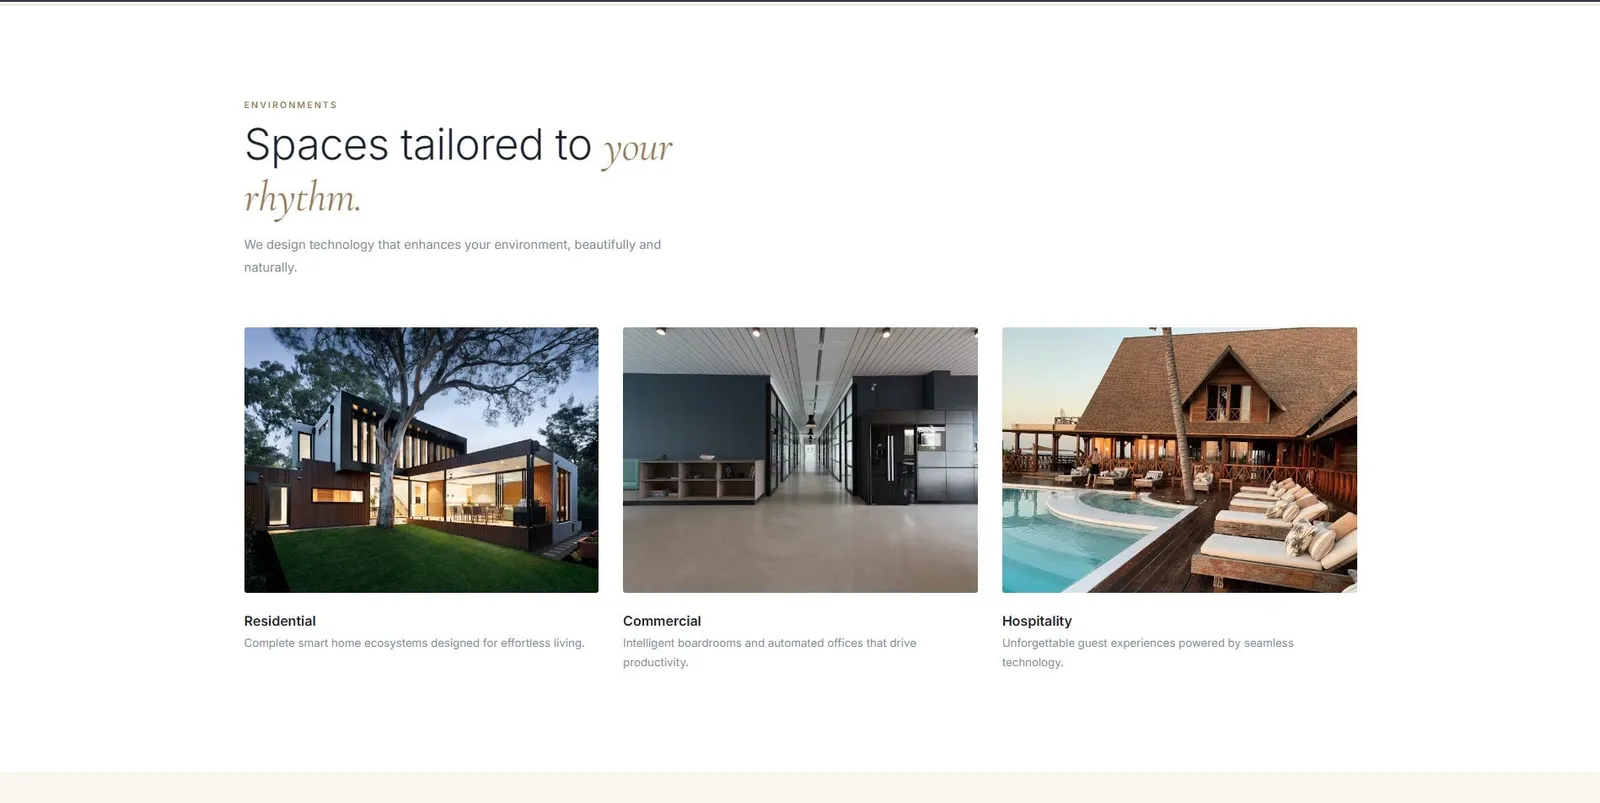 ENVIRONMENTS
Spaces tailored to your
rhythm.
We design technology that enhances your environment, beautifully and
naturally.
Residential
Complete smart home ecosystems designed for effortless living.
Commercial
Intelligent boardrooms and automated offices that drive
productivity.
Hospitality
Unforgettable guest experiences powered by seamless
technology.